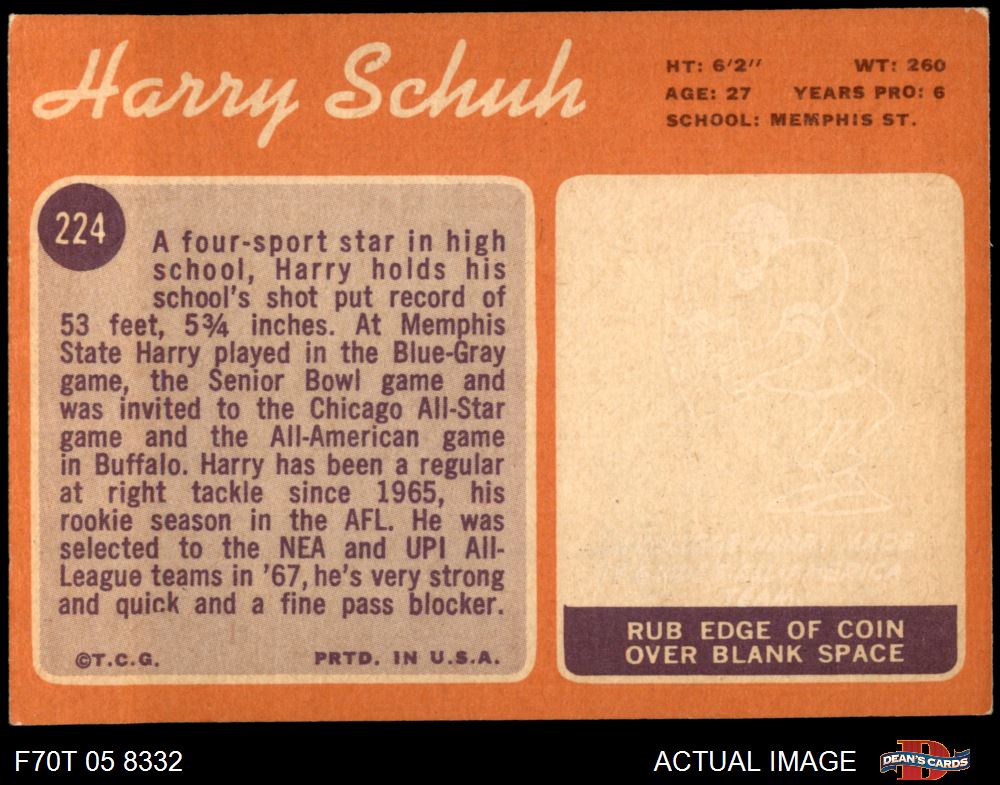 Harry Schuh
HT: 6'2" WT: 260
AGE: 27 YEARS PRO: 6
SCHOOL: MEMPHIS ST.
224
A four-sport star in high
school, Harry holds his
school's shot put record of
53 feet, 5¾ inches. At Memphis
State Harry played in the Blue-Gray
game, the Senior Bowl game and
was invited to the Chicago All-Star
game and the All-American game
in Buffalo. Harry has been a regular
at right tackle since 1965, his
rookie season in the AFL. He was
selected to the NEA and UPI All-
League teams in '67, he's very strong
and quick and a fine pass blocker.
©T.C.G. PRTD. IN U.S.A.
TEAM
RUB EDGE OF COIN
OVER BLANK SPACE
F70T 05 8332
ACTUAL IMAGE
D
DEAN'S CARDS